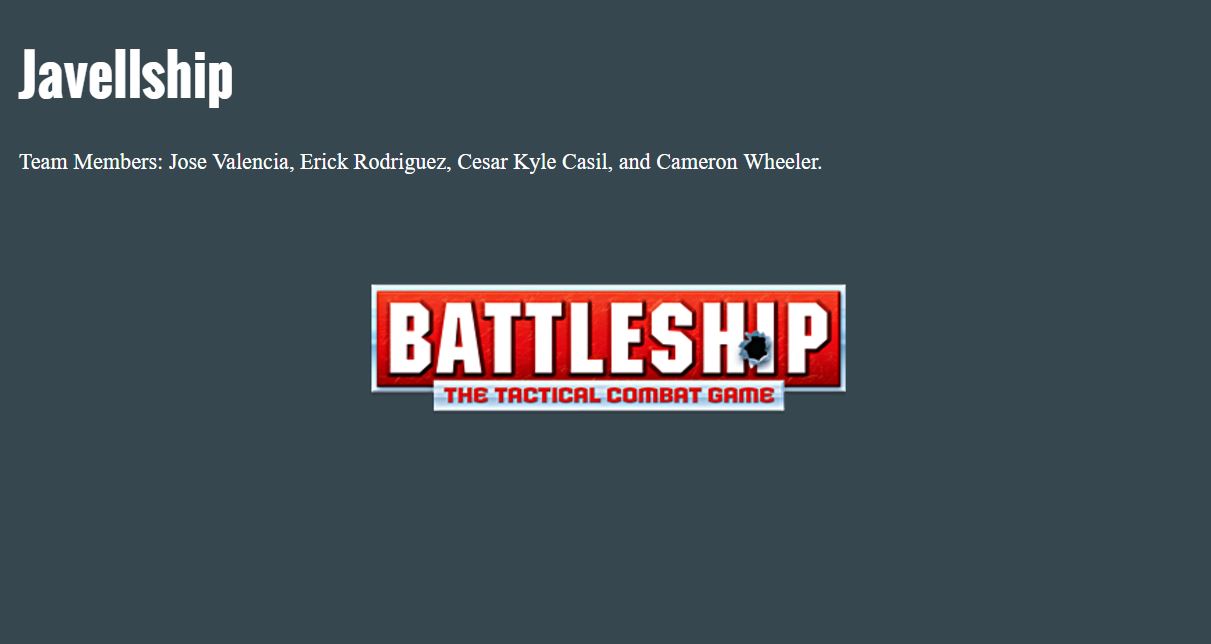 Javellship
Team Members: Jose Valencia, Erick Rodriguez, Cesar Kyle Casil, and Cameron Wheeler.
BATTLESHIP
THE TACTICAL COMBAT GAME